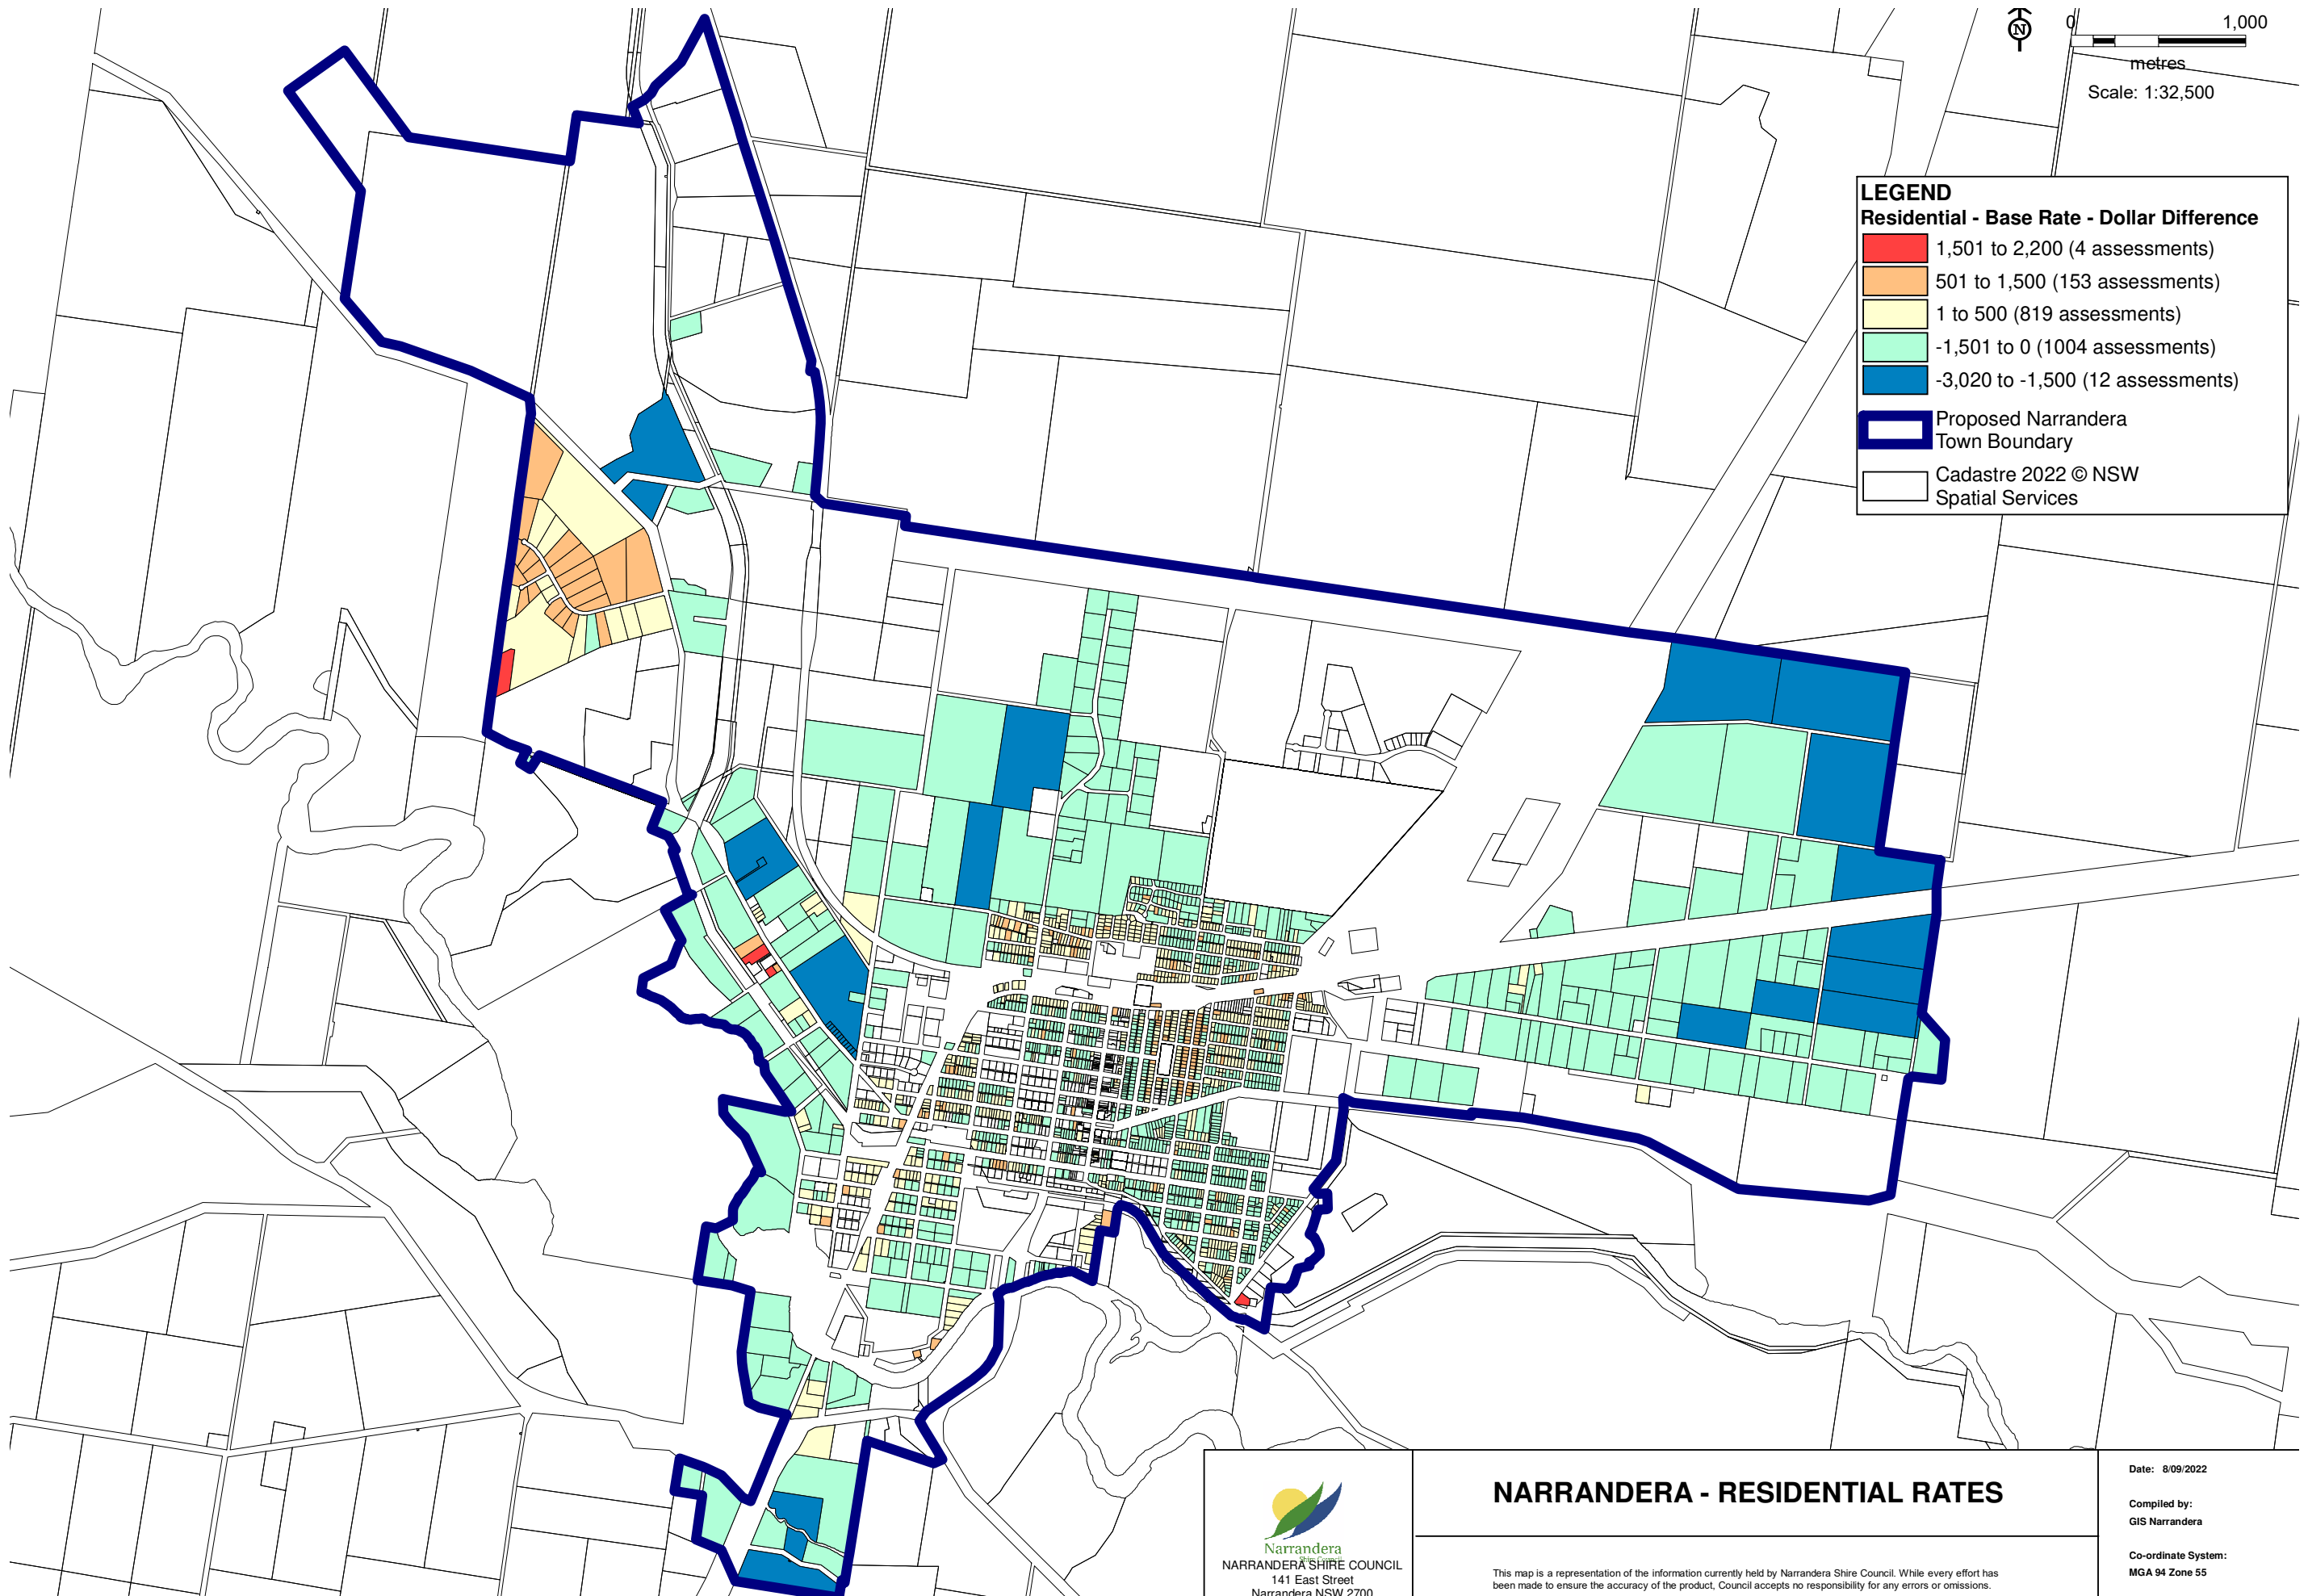 N
0 1,000
metres
Scale: 1:32,500
LEGEND
Residential - Base Rate - Dollar Difference
1,501 to 2,200 (4 assessments)
501 to 1,500 (153 assessments)
1 to 500 (819 assessments)
-1,501 to 0 (1004 assessments)
-3,020 to -1,500 (12 assessments)
Proposed Narrandera
Town Boundary
Cadastre 2022 © NSW
Spatial Services
Narrandera
Shire Council
NARRANDERA SHIRE COUNCIL
141 East Street
Narrandera NSW 2700
NARRANDERA - RESIDENTIAL RATES
This map is a representation of the information currently held by Narrandera Shire Council. While every effort has
been made to ensure the accuracy of the product, Council accepts no responsibility for any errors or omissions.
Date: 8/09/2022
Compiled by:
GIS Narrandera
Co-ordinate System:
MGA 94 Zone 55